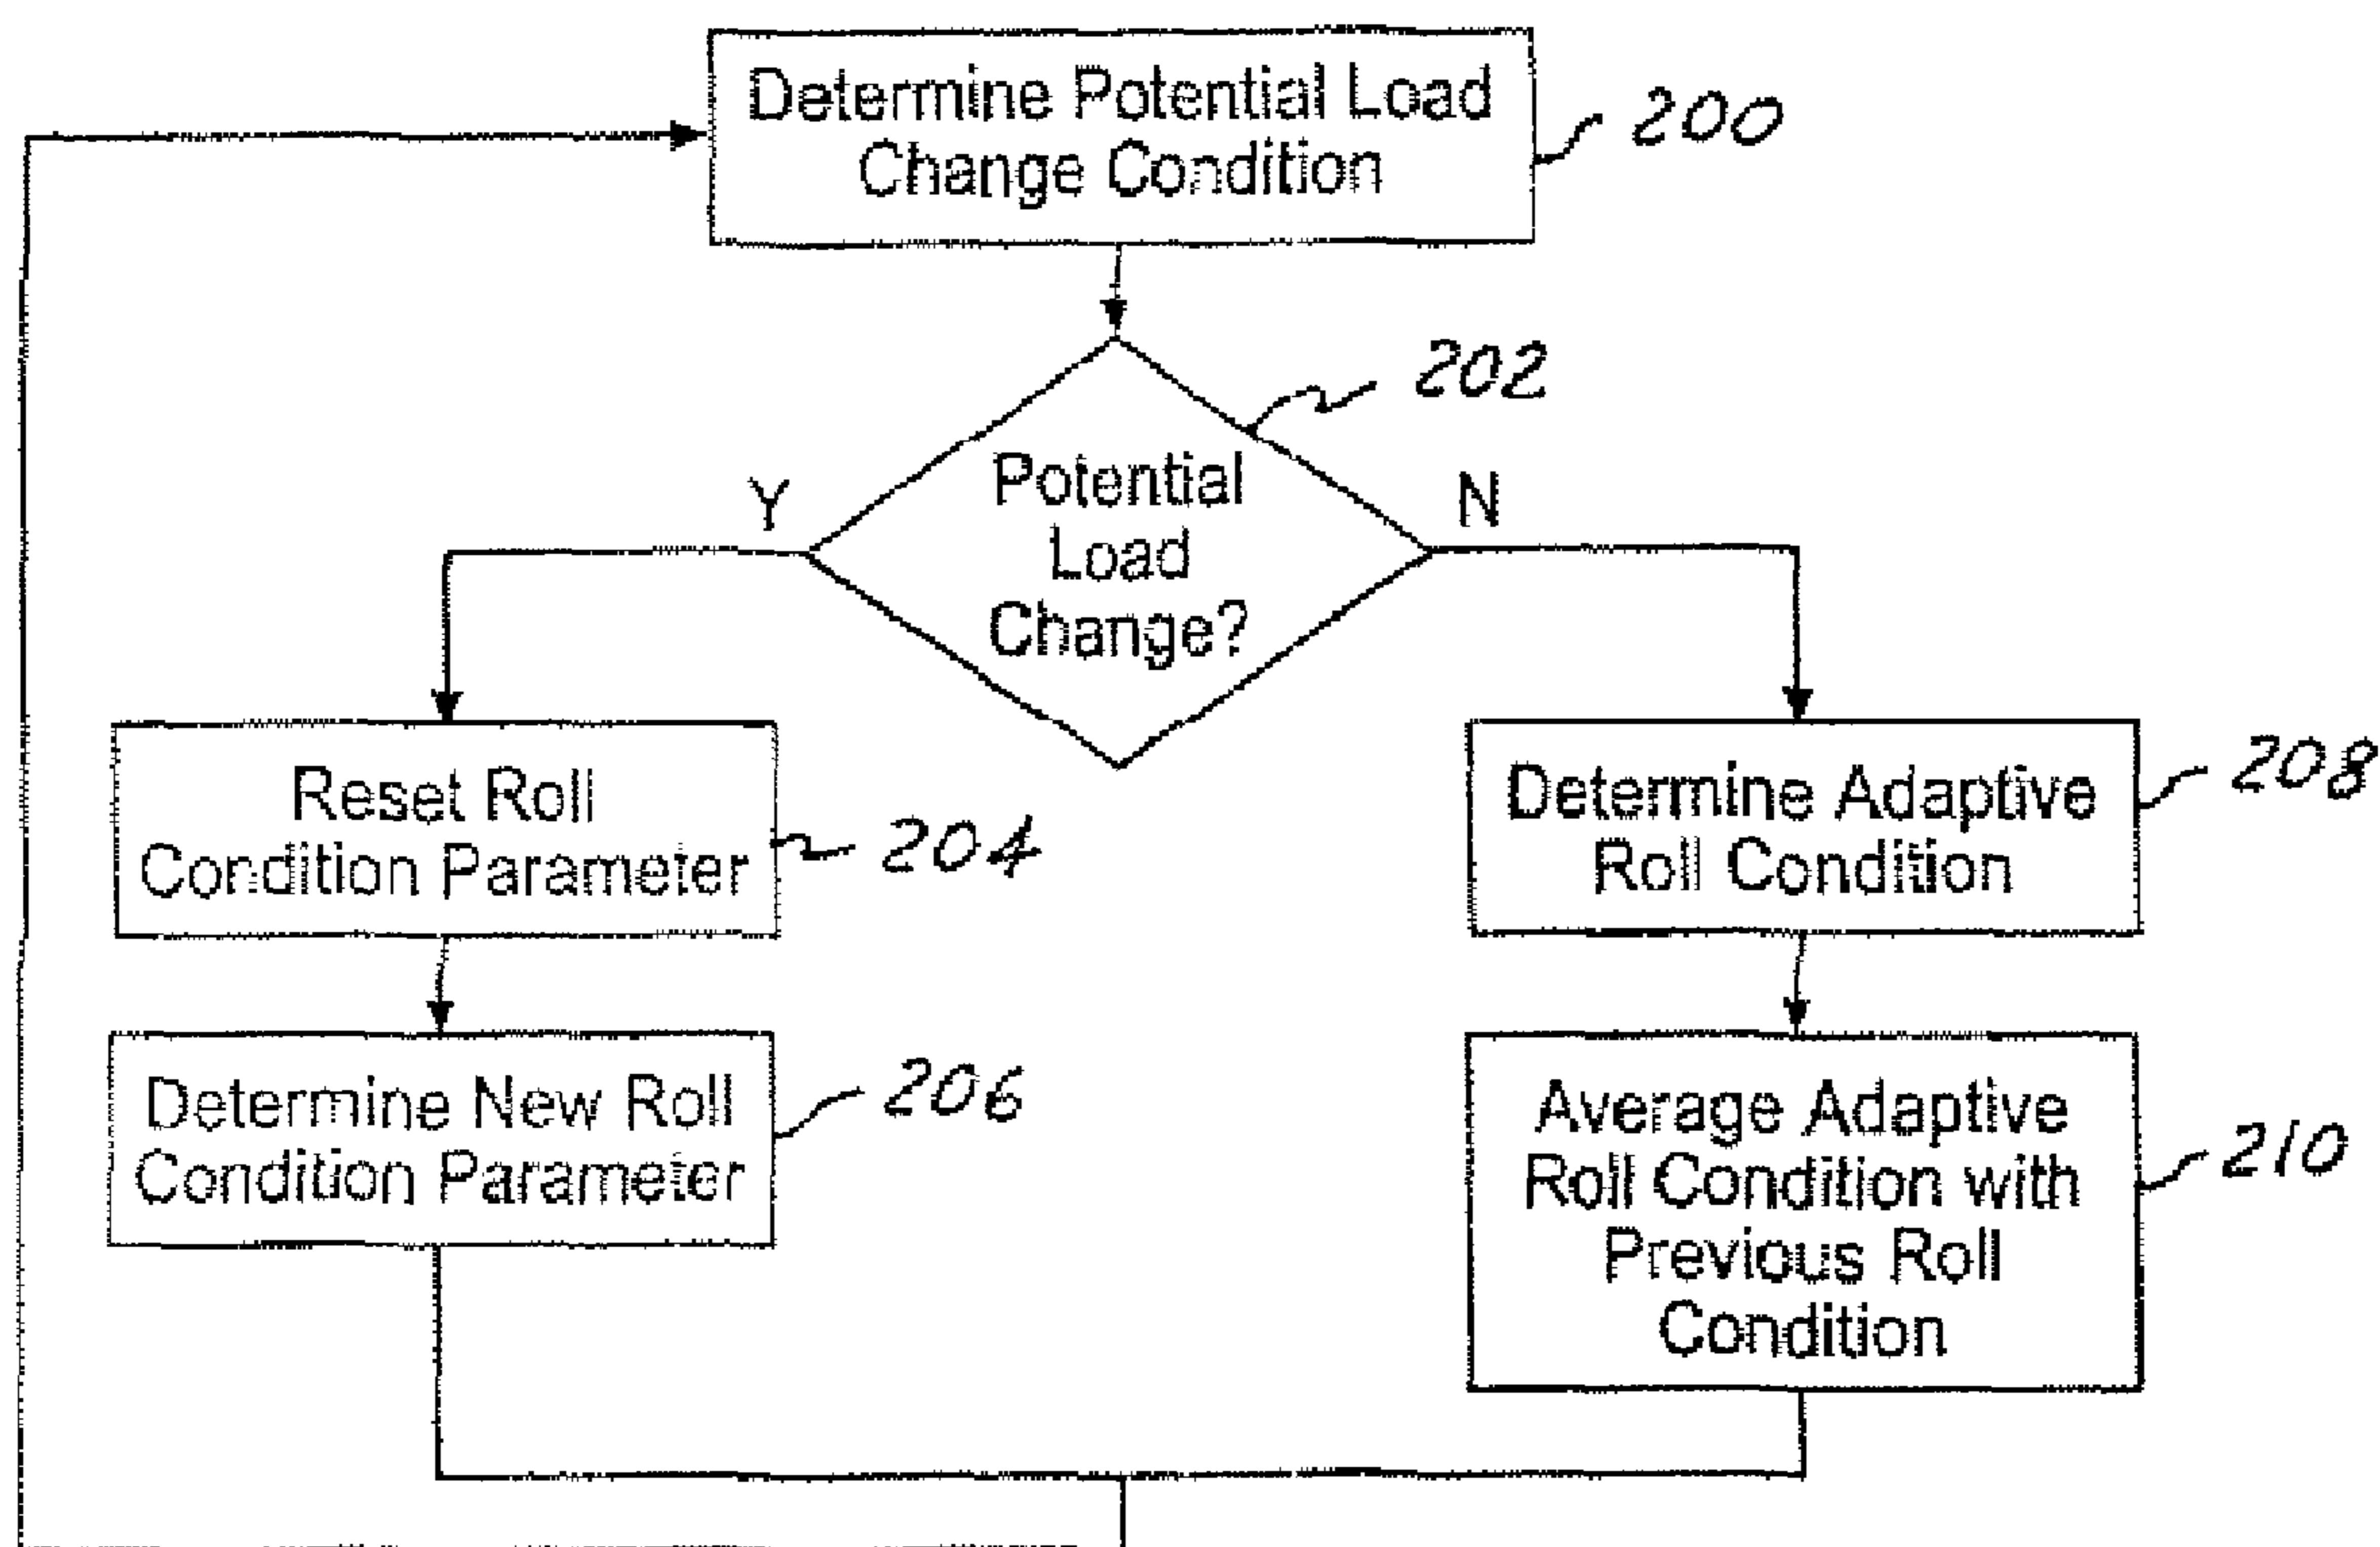 Determine Potential Load
Change Condition
200
202
Potential
Load
Change?
Y
N
Reset Roll
Condition Parameter
204
Determine Adaptive
Roll Condition
208
Determine New Roll
Condition Parameter
206
Average Adaptive
Roll Condition with
Previous Roll
Condition
210